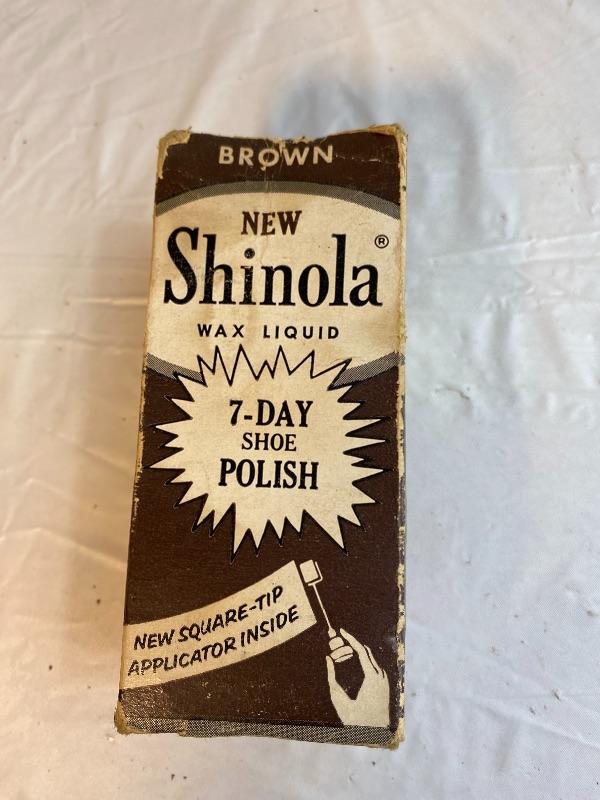 BROWN
NEW
Shinola®
WAX LIQUID
7-DAY
SHOE
POLISH
NEW SQUARE-TIP
APPLICATOR INSIDE